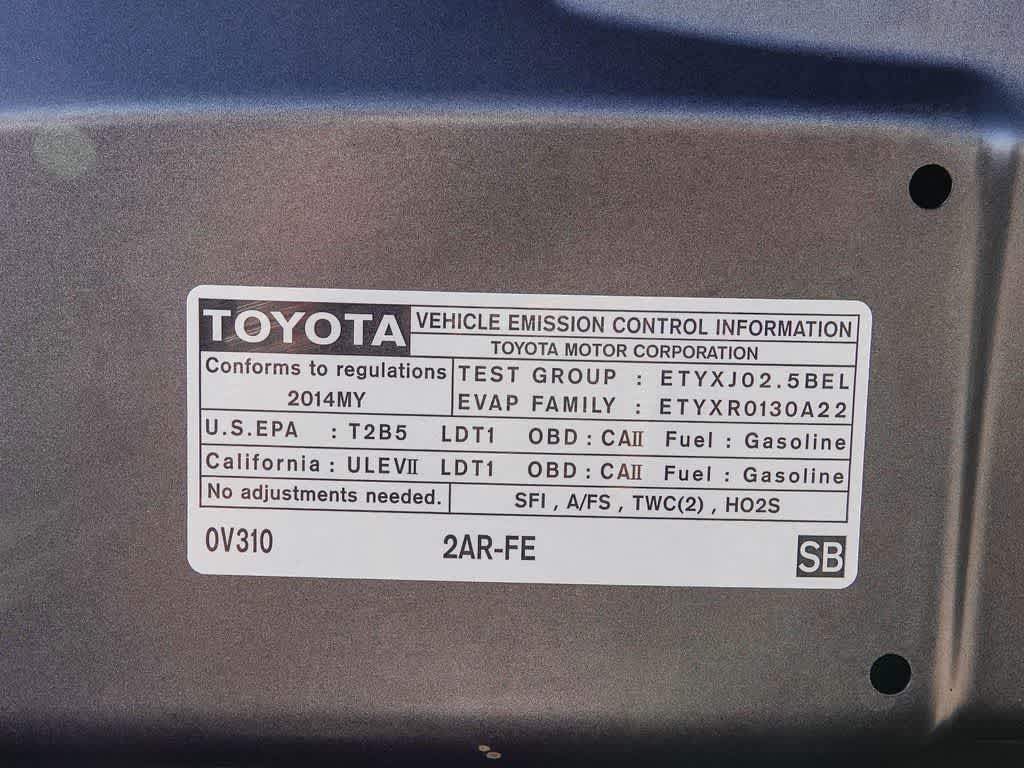 TOYOTA VEHICLE EMISSION CONTROL INFORMATION
TOYOTA MOTOR CORPORATION
Conforms to regulations
2014MY
TEST GROUP : ETYXJ02.5BEL
EVAP FAMILY : ETYXR0130A22
U.S.EPA : T2B5 LDT1 OBD : CAII Fuel : Gasoline
California : ULEVII LDT1 OBD : CAII Fuel : Gasoline
No adjustments needed. SFI , A/FS , TWC(2) , HO2S
0V310 2AR-FE SB